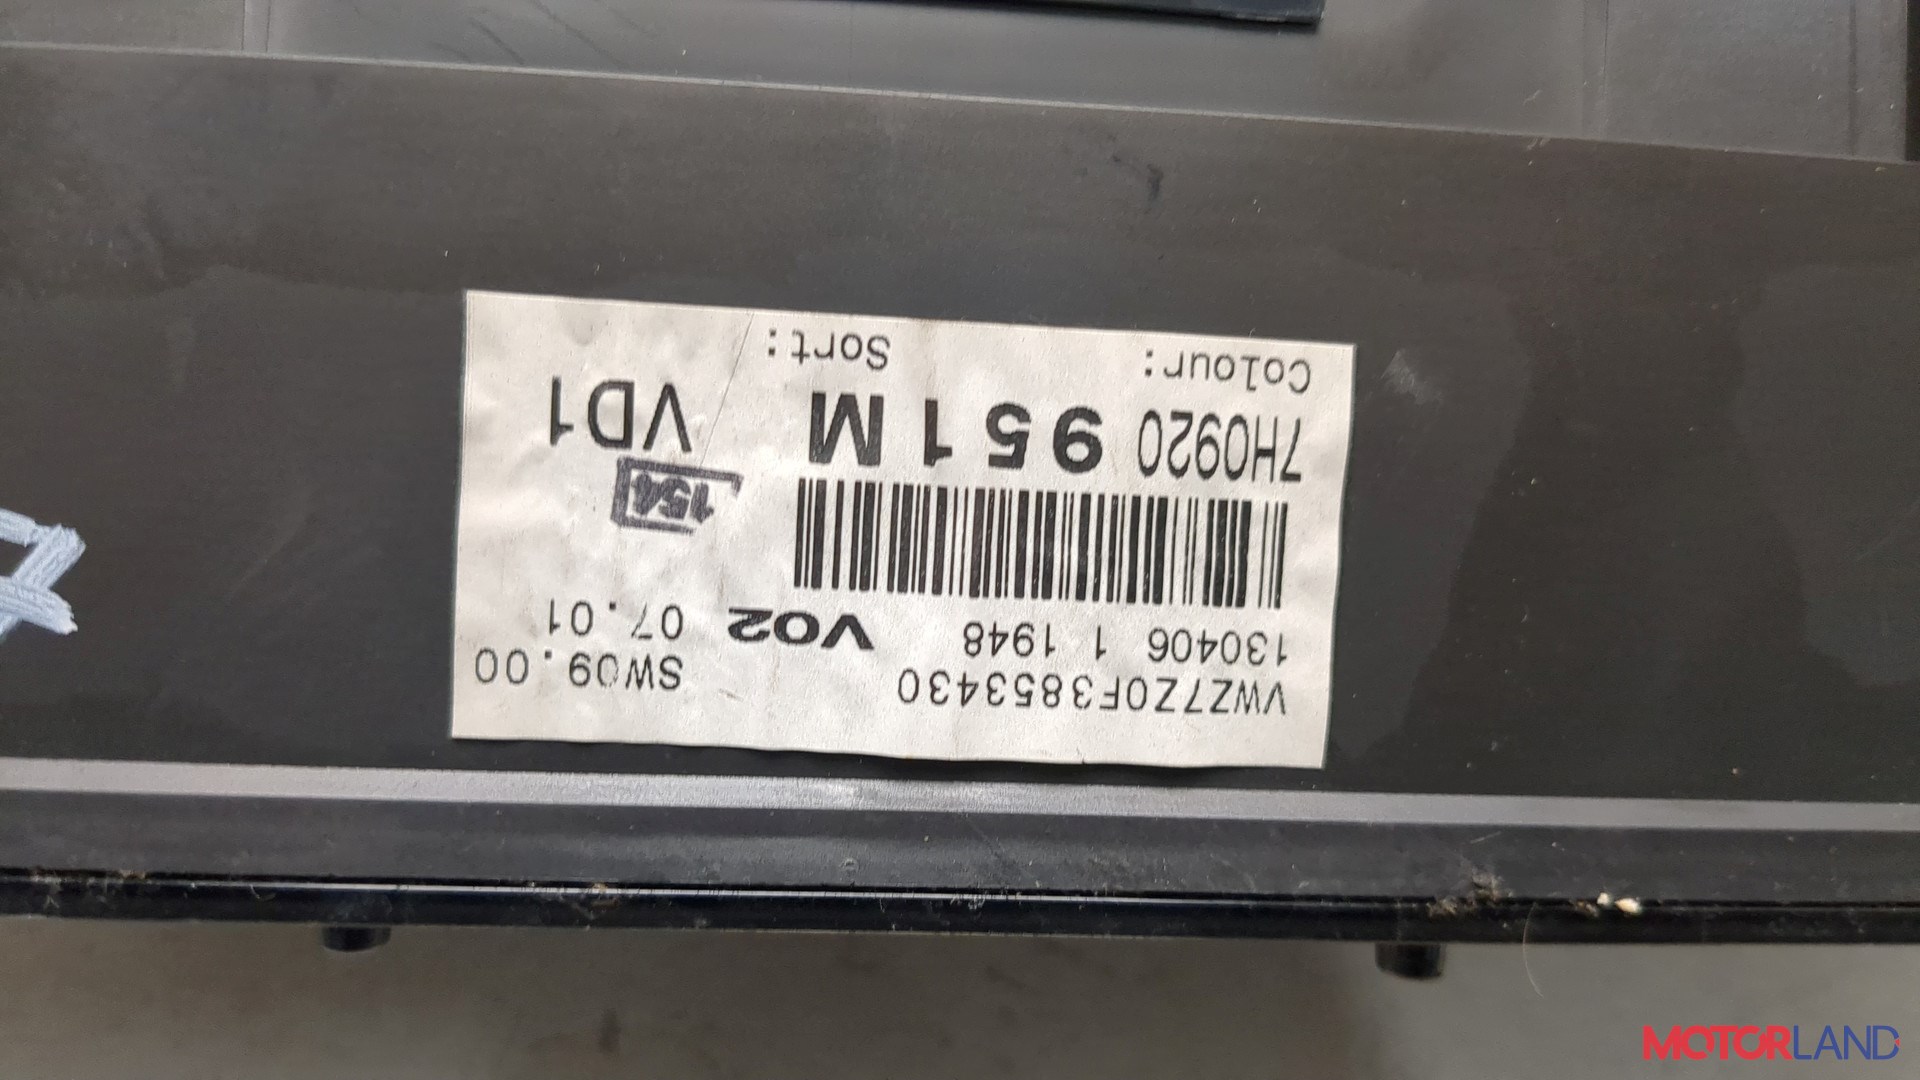 VWZ7Z0F3853430 SW09.00
130406 1 1948 V02 07.01
154
7H0920 951M VD1
Colour: Sort:
MOTORLAND